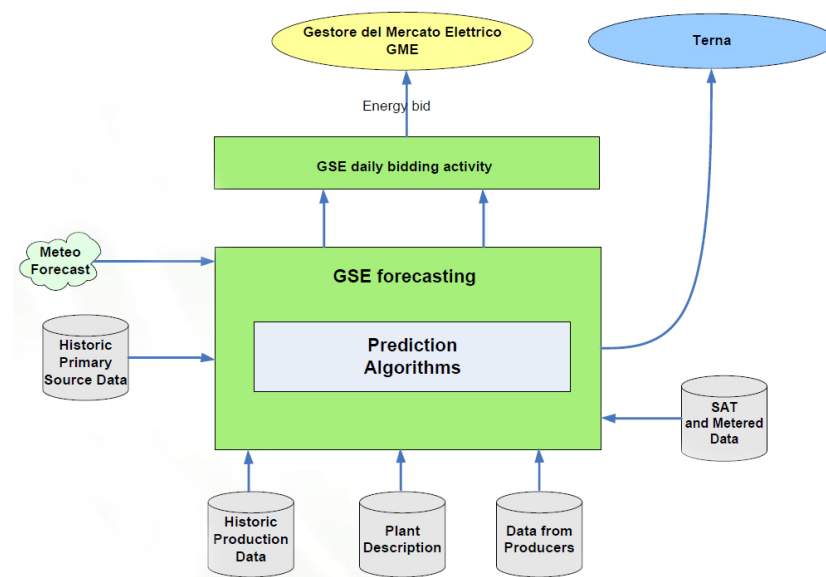 Gestore del Mercato Elettrico
GME
Terna
Energy bid
GSE daily bidding activity
Meteo
Forecast
GSE forecasting
Historic
Primary
Source Data
Prediction
Algorithms
SAT
and Metered
Data
Historic
Production
Data
Plant
Description
Data from
Producers